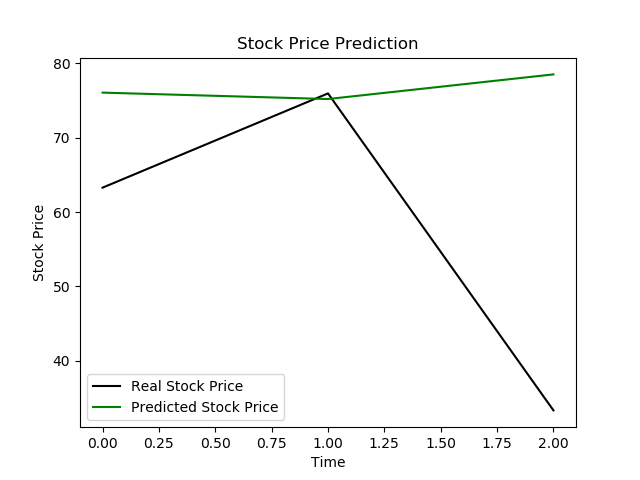 Stock Price Prediction
80
70
60
50
40
Stock Price
Real Stock Price
Predicted Stock Price
0.00 0.25 0.50 0.75 1.00 1.25 1.50 1.75 2.00
Time